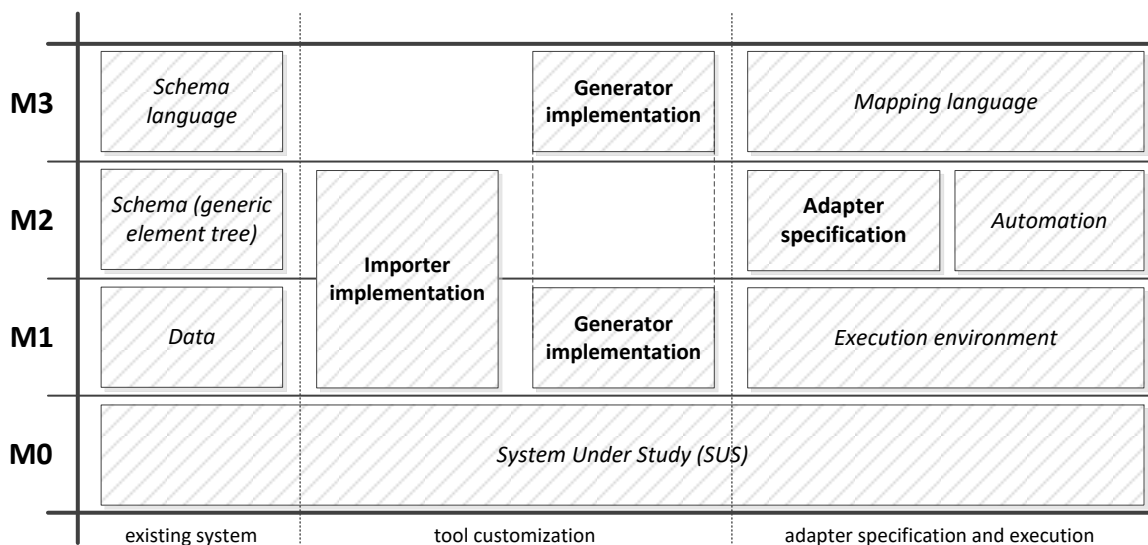 M3
Schema
language
Generator
implementation
Mapping language
M2
Schema (generic
element tree)
Importer
implementation
Adapter
specification
Automation
M1
Data
Generator
implementation
Execution environment
M0
System Under Study (SUS)
existing system
tool customization
adapter specification and execution